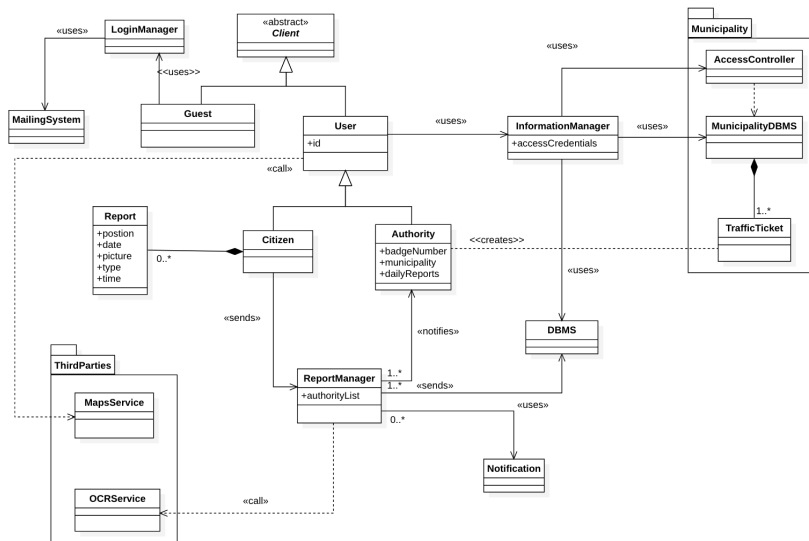 «abstract»
Client
Municipality
LoginManager
«uses»
<<uses>>
«uses»
AccessController
MailingSystem
Guest
User
+id
«uses»
InformationManager
+accessCredentials
«uses»
MunicipalityDBMS
«call»
Report
+postion
+date
+picture
+type
+time
0..*
Citizen
Authority
+badgeNumber
+municipality
+dailyReports
<<creates>>
1..*
TrafficTicket
«uses»
«sends»
«notifies»
DBMS
ThirdParties
ReportManager
+authorityList
1..*
1..*
«sends»
0..*
«uses»
MapsService
Notification
OCRService
«call»